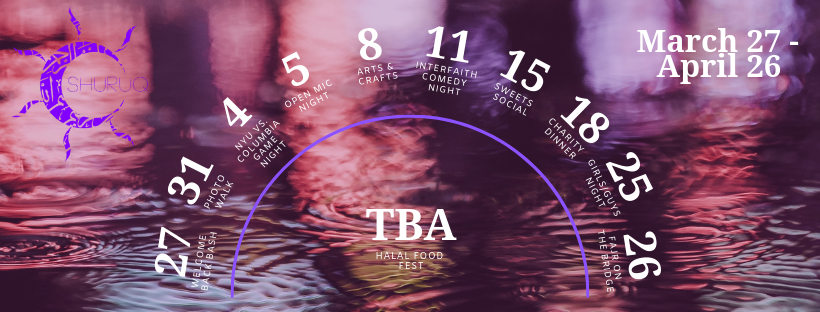 SHURUQ
March 27 -
April 26
27
WELCOME
BACK BASH
31
PHOTO
WALK
4
NYU VS.
COLUMBIA
GAME
NIGHT
5
OPEN MIC
NIGHT
8
ARTS &
CRAFTS
11
INTERFAITH
COMEDY
NIGHT
15
SWEETS
SOCIAL
18
CHARITY
DINNER
25
GIRLS/GUYS
NIGHT
26
FAIR ON
THE BRIDGE
TBA
HALAL FOOD
FEST